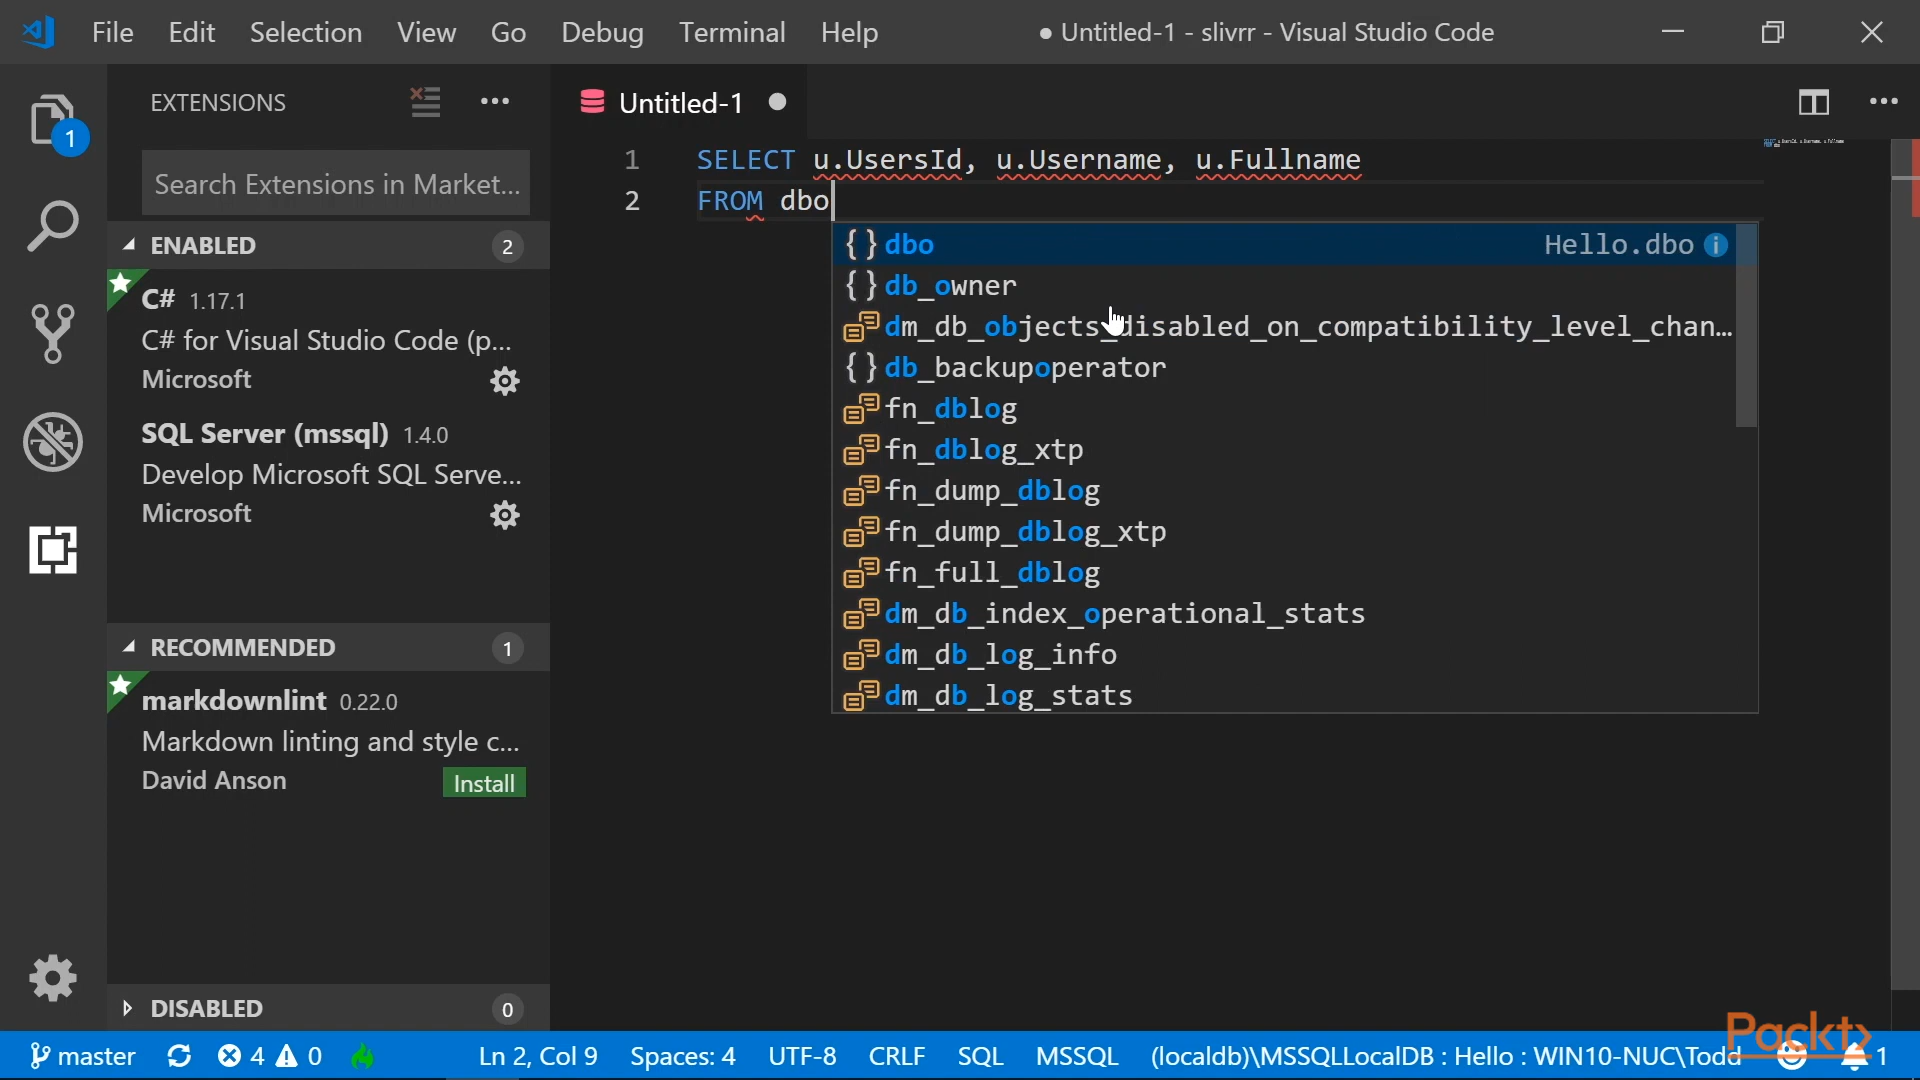 File Edit Selection View Go Debug Terminal Help ● Untitled-1 - slivrr - Visual Studio Code
EXTENSIONS
Untitled-1
1
Search Extensions in Market...
1 SELECT u.UsersId, u.Username, u.Fullname
2 FROM dbo
ENABLED 2
C# 1.17.1
C# for Visual Studio Code (p...
Microsoft
SQL Server (mssql) 1.4.0
Develop Microsoft SQL Serve...
Microsoft
RECOMMENDED 1
markdownlint 0.22.0
Markdown linting and style c...
David Anson Install
DISABLED 0
{ } dbo Hello.dbo
{ } db_owner
dm_db_objects_disabled_on_compatibility_level_chan...
{ } db_backupoperator
fn_dblog
fn_dblog_xtp
fn_dump_dblog
fn_dump_dblog_xtp
fn_full_dblog
dm_db_index_operational_stats
dm_db_log_info
dm_db_log_stats
Packt>
master 4 0 Ln 2, Col 9 Spaces: 4 UTF-8 CRLF SQL MSSQL (localdb)\MSSQLLocalDB : Hello : WIN10-NUC\Todd 1